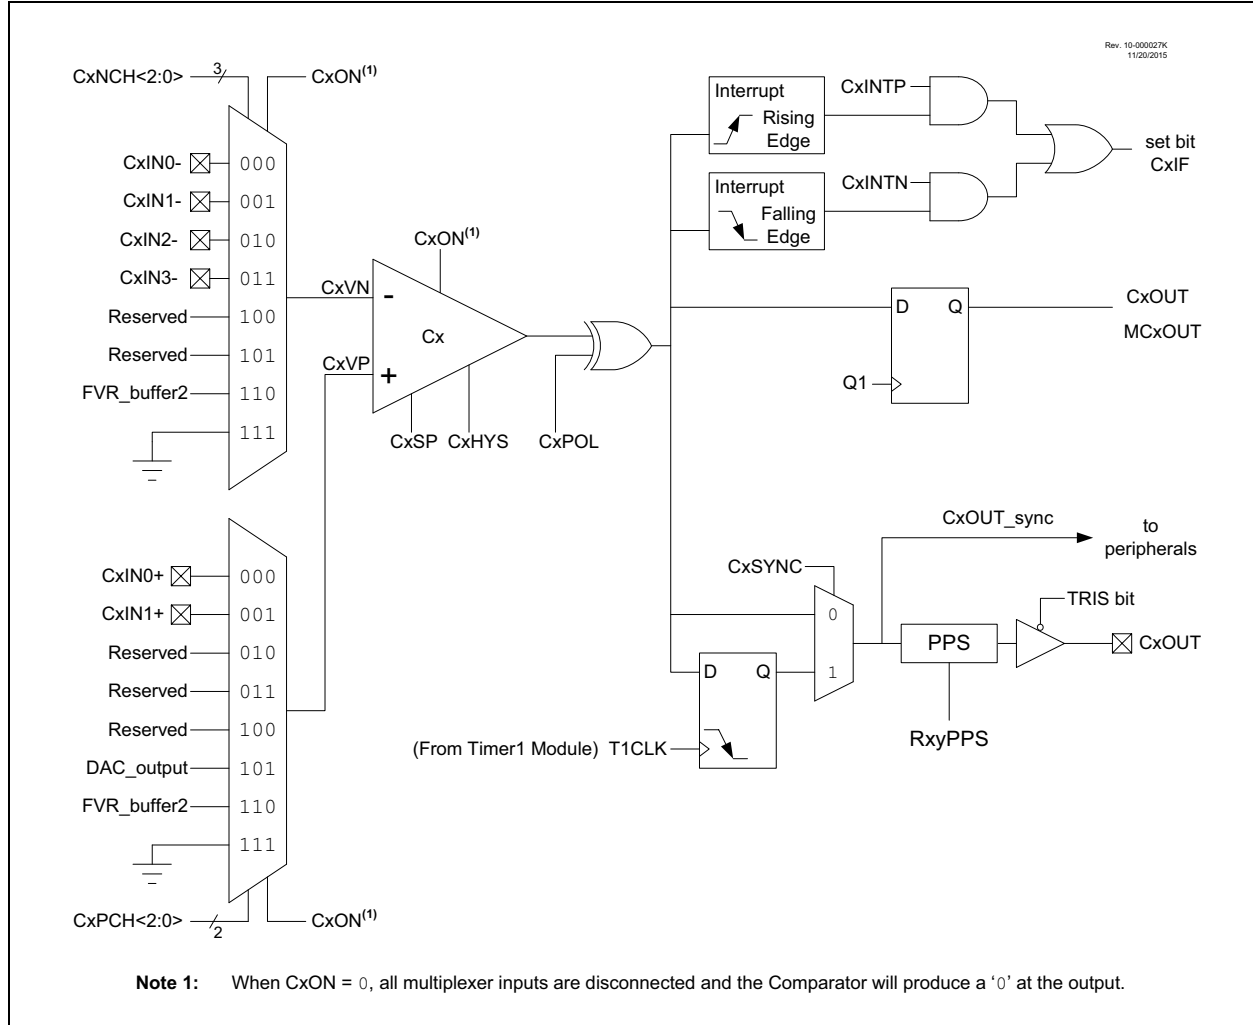 Rev. 10-000027K
11/20/2015
CxNCH<2:0>
3
CxON(1)
CxIN0-
000
CxIN1-
001
CxIN2-
010
CxIN3-
011
Reserved
100
Reserved
101
FVR_buffer2
110
111
CxVN
-
CxVP
+
Cx
CxON(1)
CxSP
CxHYS
CxPOL
Interrupt
Rising
Edge
CxINTP
Interrupt
Falling
Edge
CxINTN
set bit
CxIF
D
Q
Q1
CxOUT
MCxOUT
CxIN0+
000
CxIN1+
001
Reserved
010
Reserved
011
Reserved
100
DAC_output
101
FVR_buffer2
110
111
CxPCH<2:0>
2
CxON(1)
CxOUT_sync
to
peripherals
CxSYNC
0
1
D
Q
(From Timer1 Module) T1CLK
PPS
RxyPPS
TRIS bit
CxOUT
Note 1: When CxON = 0, all multiplexer inputs are disconnected and the Comparator will produce a ‘0’ at the output.